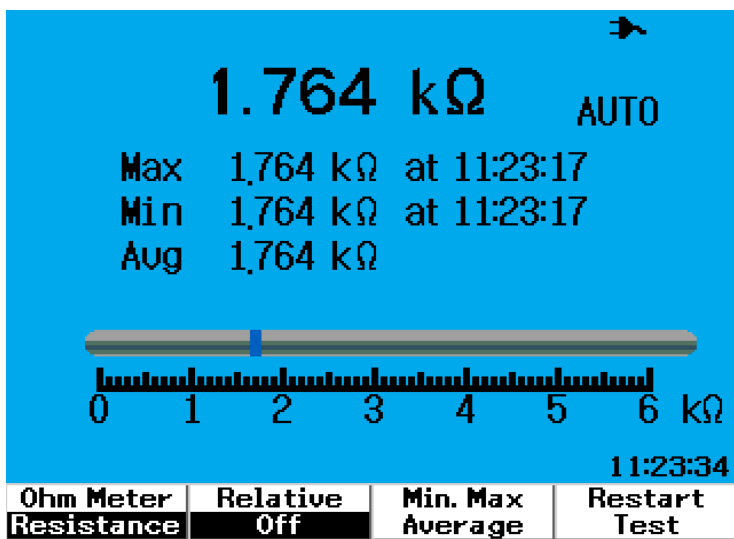 1.764 kΩ AUTO
Max 1.764 kΩ at 11:23:17
Min 1.764 kΩ at 11:23:17
Avg 1.764 kΩ
0 1 2 3 4 5 6 kΩ
11:23:34
Ohm Meter Relative Min. Max Restart
Resistance Off Average Test